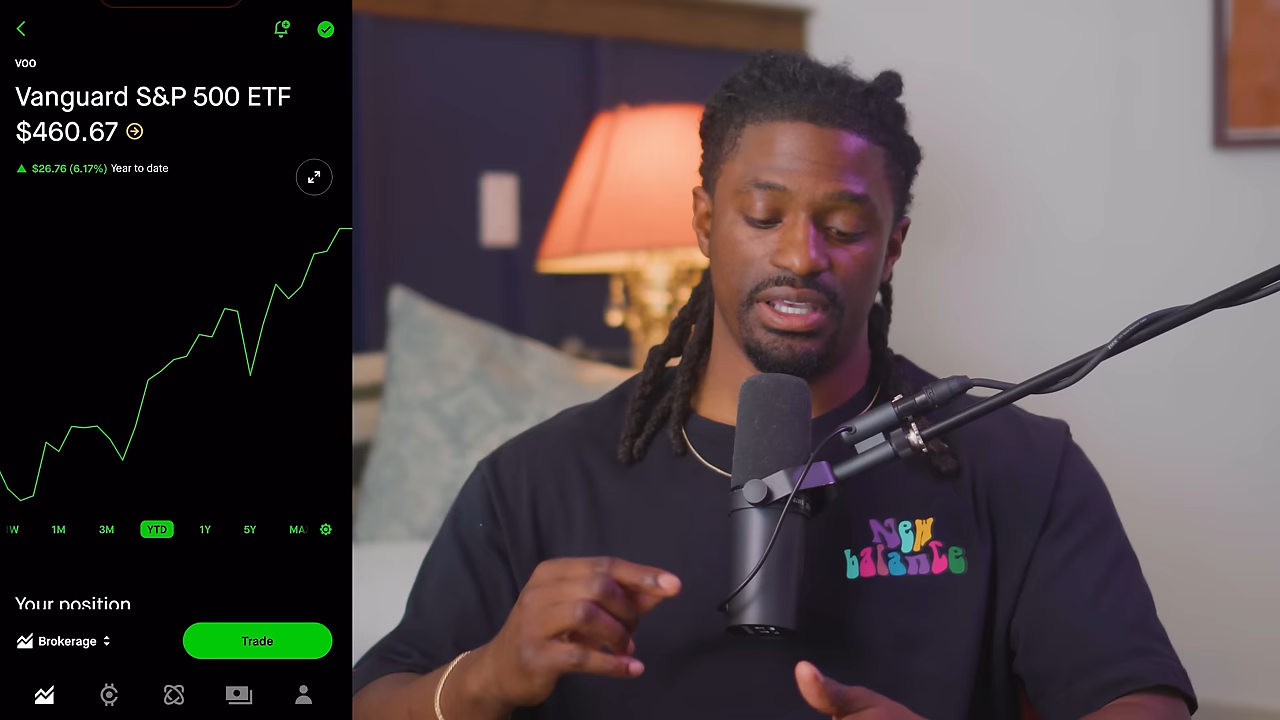 VOO
Vanguard S&P 500 ETF
$460.67
$26.76 (6.17%) Year to date
1W 1M 3M YTD 1Y 5Y MA
Your position
Brokerage
Trade
New
balance